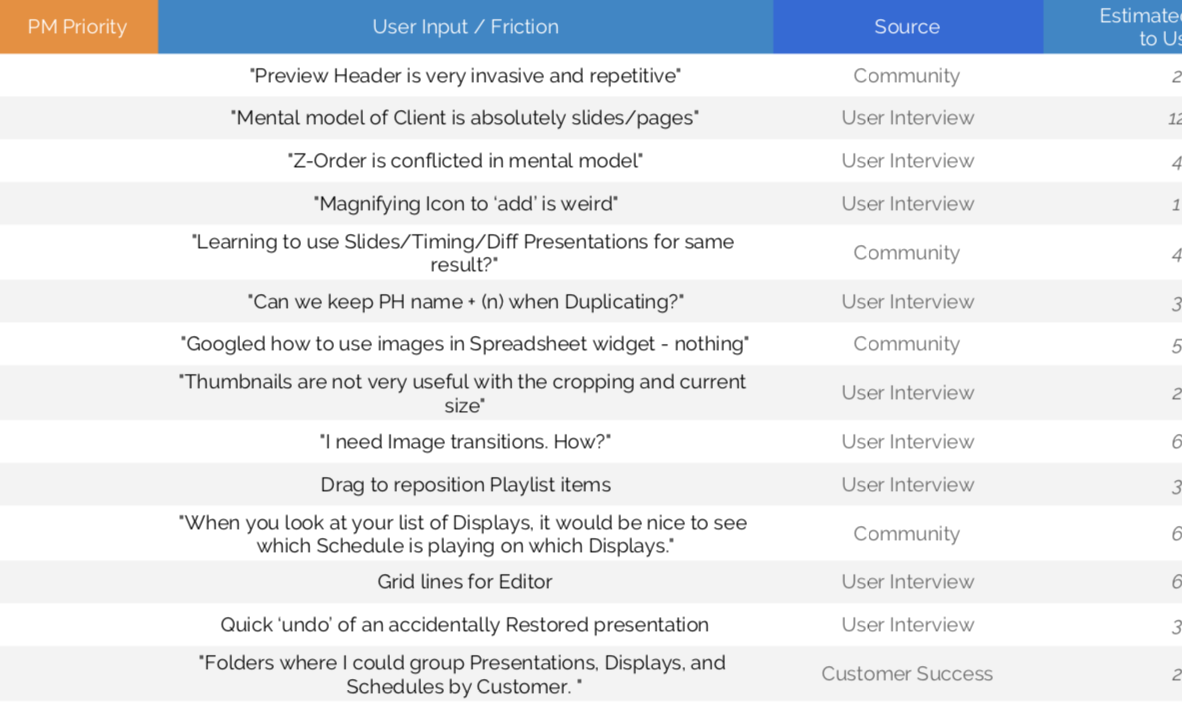 PM Priority User Input / Friction Source Estimate
to Us
"Preview Header is very invasive and repetitive" Community 2
"Mental model of Client is absolutely slides/pages" User Interview 12
"Z-Order is conflicted in mental model" User Interview 4
"Magnifying Icon to ‘add’ is weird" User Interview 1
"Learning to use Slides/Timing/Diff Presentations for same
result?" Community 4
"Can we keep PH name + (n) when Duplicating?" User Interview 3
"Googled how to use images in Spreadsheet widget - nothing" Community 5
"Thumbnails are not very useful with the cropping and current
size" User Interview 2
"I need Image transitions. How?" User Interview 6
Drag to reposition Playlist items User Interview 3
"When you look at your list of Displays, it would be nice to see
which Schedule is playing on which Displays." Community 6
Grid lines for Editor User Interview 6
Quick ‘undo’ of an accidentally Restored presentation User Interview 3
"Folders where I could group Presentations, Displays, and
Schedules by Customer. " Customer Success 2